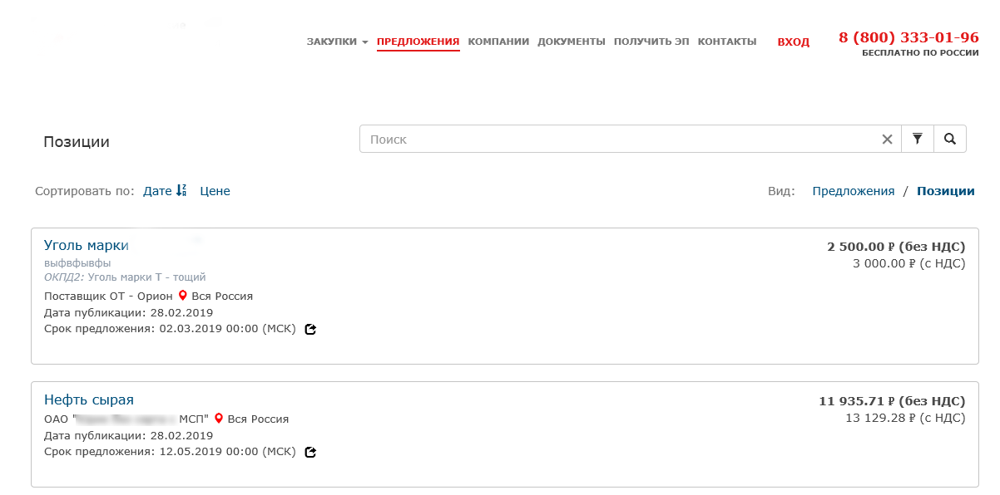 ЗАКУПКИ ПРЕДЛОЖЕНИЯ КОМПАНИИ ДОКУМЕНТЫ ПОЛУЧИТЬ ЭП КОНТАКТЫ ВХОД 8 (800) 333-01-96
БЕСПЛАТНО ПО РОССИИ
Позиции Поиск
Сортировать по: Дате Цене Вид: Предложения / Позиции
Уголь марки 2 500.00 ₽ (без НДС)
выфвфывфы 3 000.00 ₽ (с НДС)
ОКПД2: Уголь марки Т - тощий
Поставщик ОТ - Орион Вся Россия
Дата публикации: 28.02.2019
Срок предложения: 02.03.2019 00:00 (МСК)
Нефть сырая 11 935.71 ₽ (без НДС)
ОАО " МСП" Вся Россия 13 129.28 ₽ (с НДС)
Дата публикации: 28.02.2019
Срок предложения: 12.05.2019 00:00 (МСК)